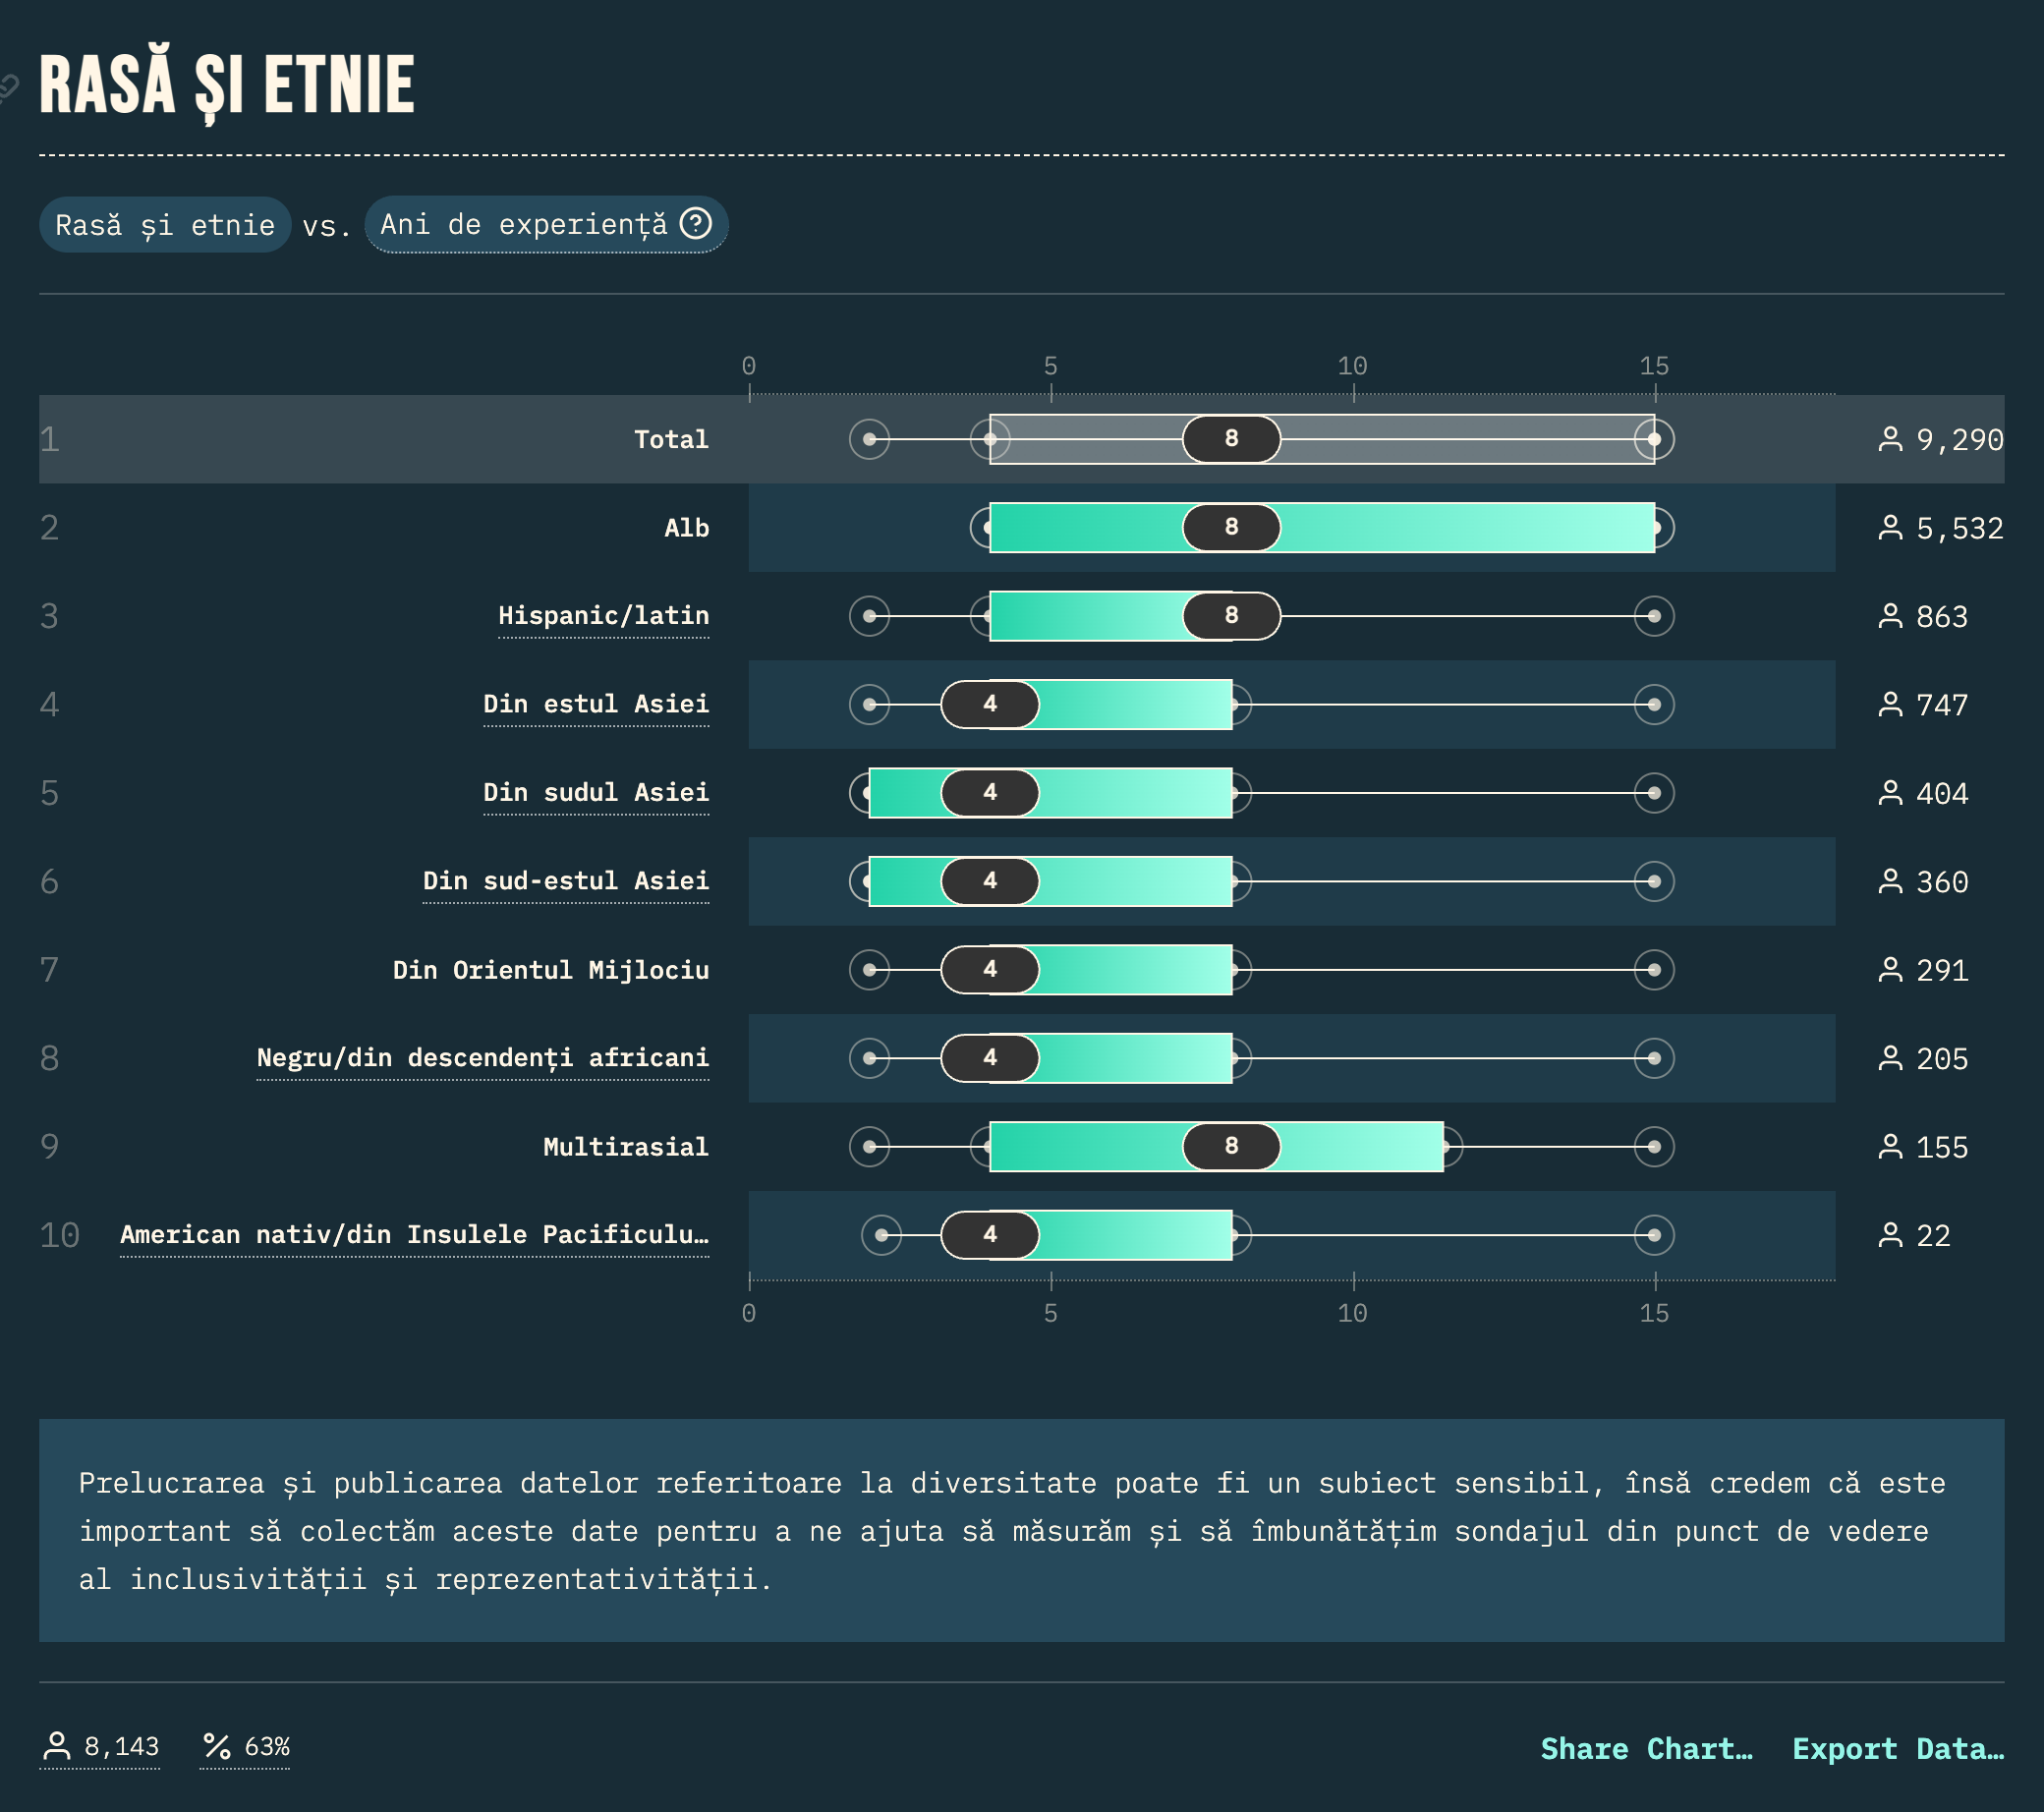 RASĂ ȘI ETNIE
Rasă și etnie vs. Ani de experiență ?
0 5 10 15
1 Total 8 9,290
2 Alb 8 5,532
3 Hispanic/latin 8 863
4 Din estul Asiei 4 747
5 Din sudul Asiei 4 404
6 Din sud-estul Asiei 4 360
7 Din Orientul Mijlociu 4 291
8 Negru/din descendenți africani 4 205
9 Multirasial 8 155
10 American nativ/din Insulele Pacificulu… 4 22
0 5 10 15
Prelucrarea și publicarea datelor referitoare la diversitate poate fi un subiect sensibil, însă credem că este
important să colectăm aceste date pentru a ne ajuta să măsurăm și să îmbunătățim sondajul din punct de vedere
al inclusivității și reprezentativității.
8,143 % 63% Share Chart… Export Data…